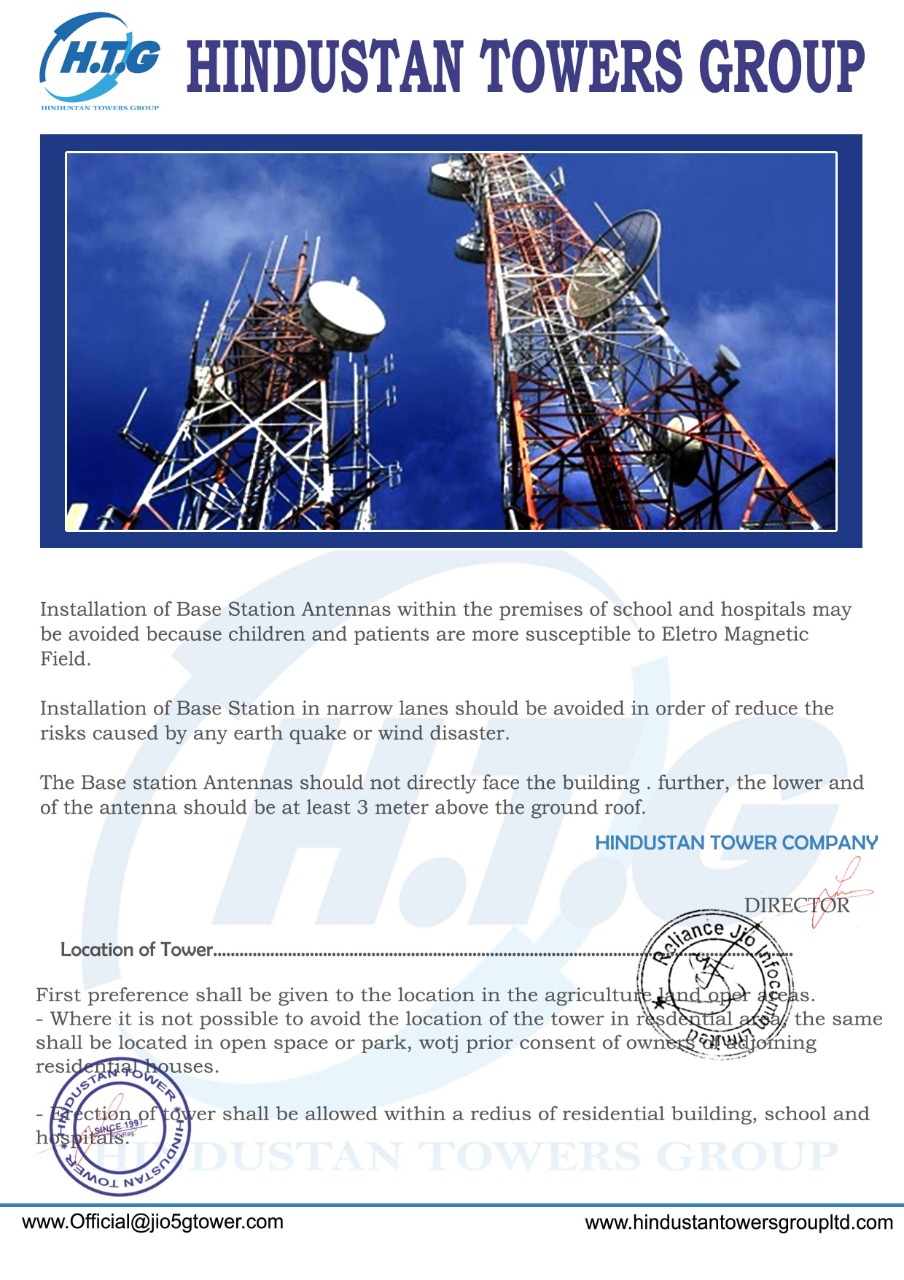 H.T.G
HINDUSTAN TOWERS GROUP
HINDUSTAN TOWERS GROUP
Installation of Base Station Antennas within the premises of school and hospitals may
be avoided because children and patients are more susceptible to Eletro Magnetic
Field.
Installation of Base Station in narrow lanes should be avoided in order of reduce the
risks caused by any earth quake or wind disaster.
The Base station Antennas should not directly face the building . further, the lower and
of the antenna should be at least 3 meter above the ground roof.
HINDUSTAN TOWER COMPANY
DIRECTOR
Location of Tower........................................................................................................................
Reliance Jio Infocomm Limited
First preference shall be given to the location in the agriculture land oper areas.
- Where it is not possible to avoid the location of the tower in resdential area, the same
shall be located in open space or park, wotj prior consent of owners of adjoining
residential houses.
- Erection of tower shall be allowed within a redius of residential building, school and
hospitals.
HINDUSTAN TOWER ★ HINDUSTAN TOWER ★
SINCE 1997
H.T.G
HINDUSTAN TOWERS GROUP
www.Official@jio5gtower.com
www.hindustantowersgroupltd.com